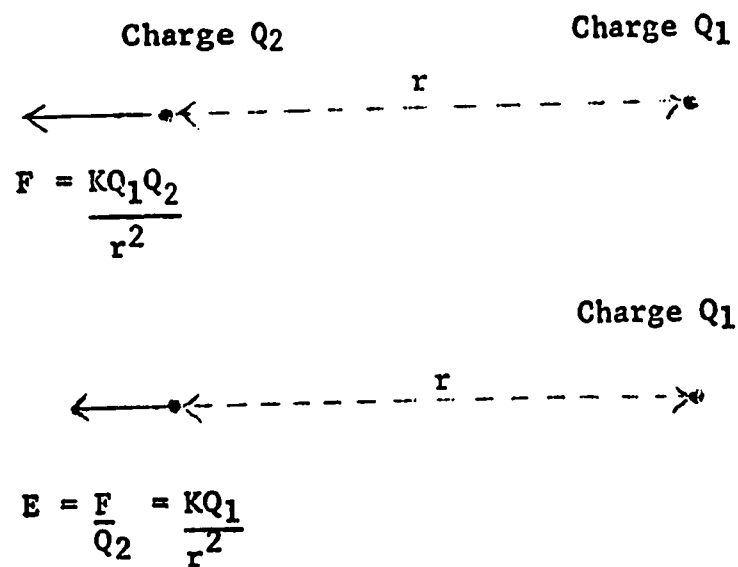 Charge Q2 Charge Q1
r
F = KQ1Q2
r2
Charge Q1
r
E = F = KQ1
Q2 r2